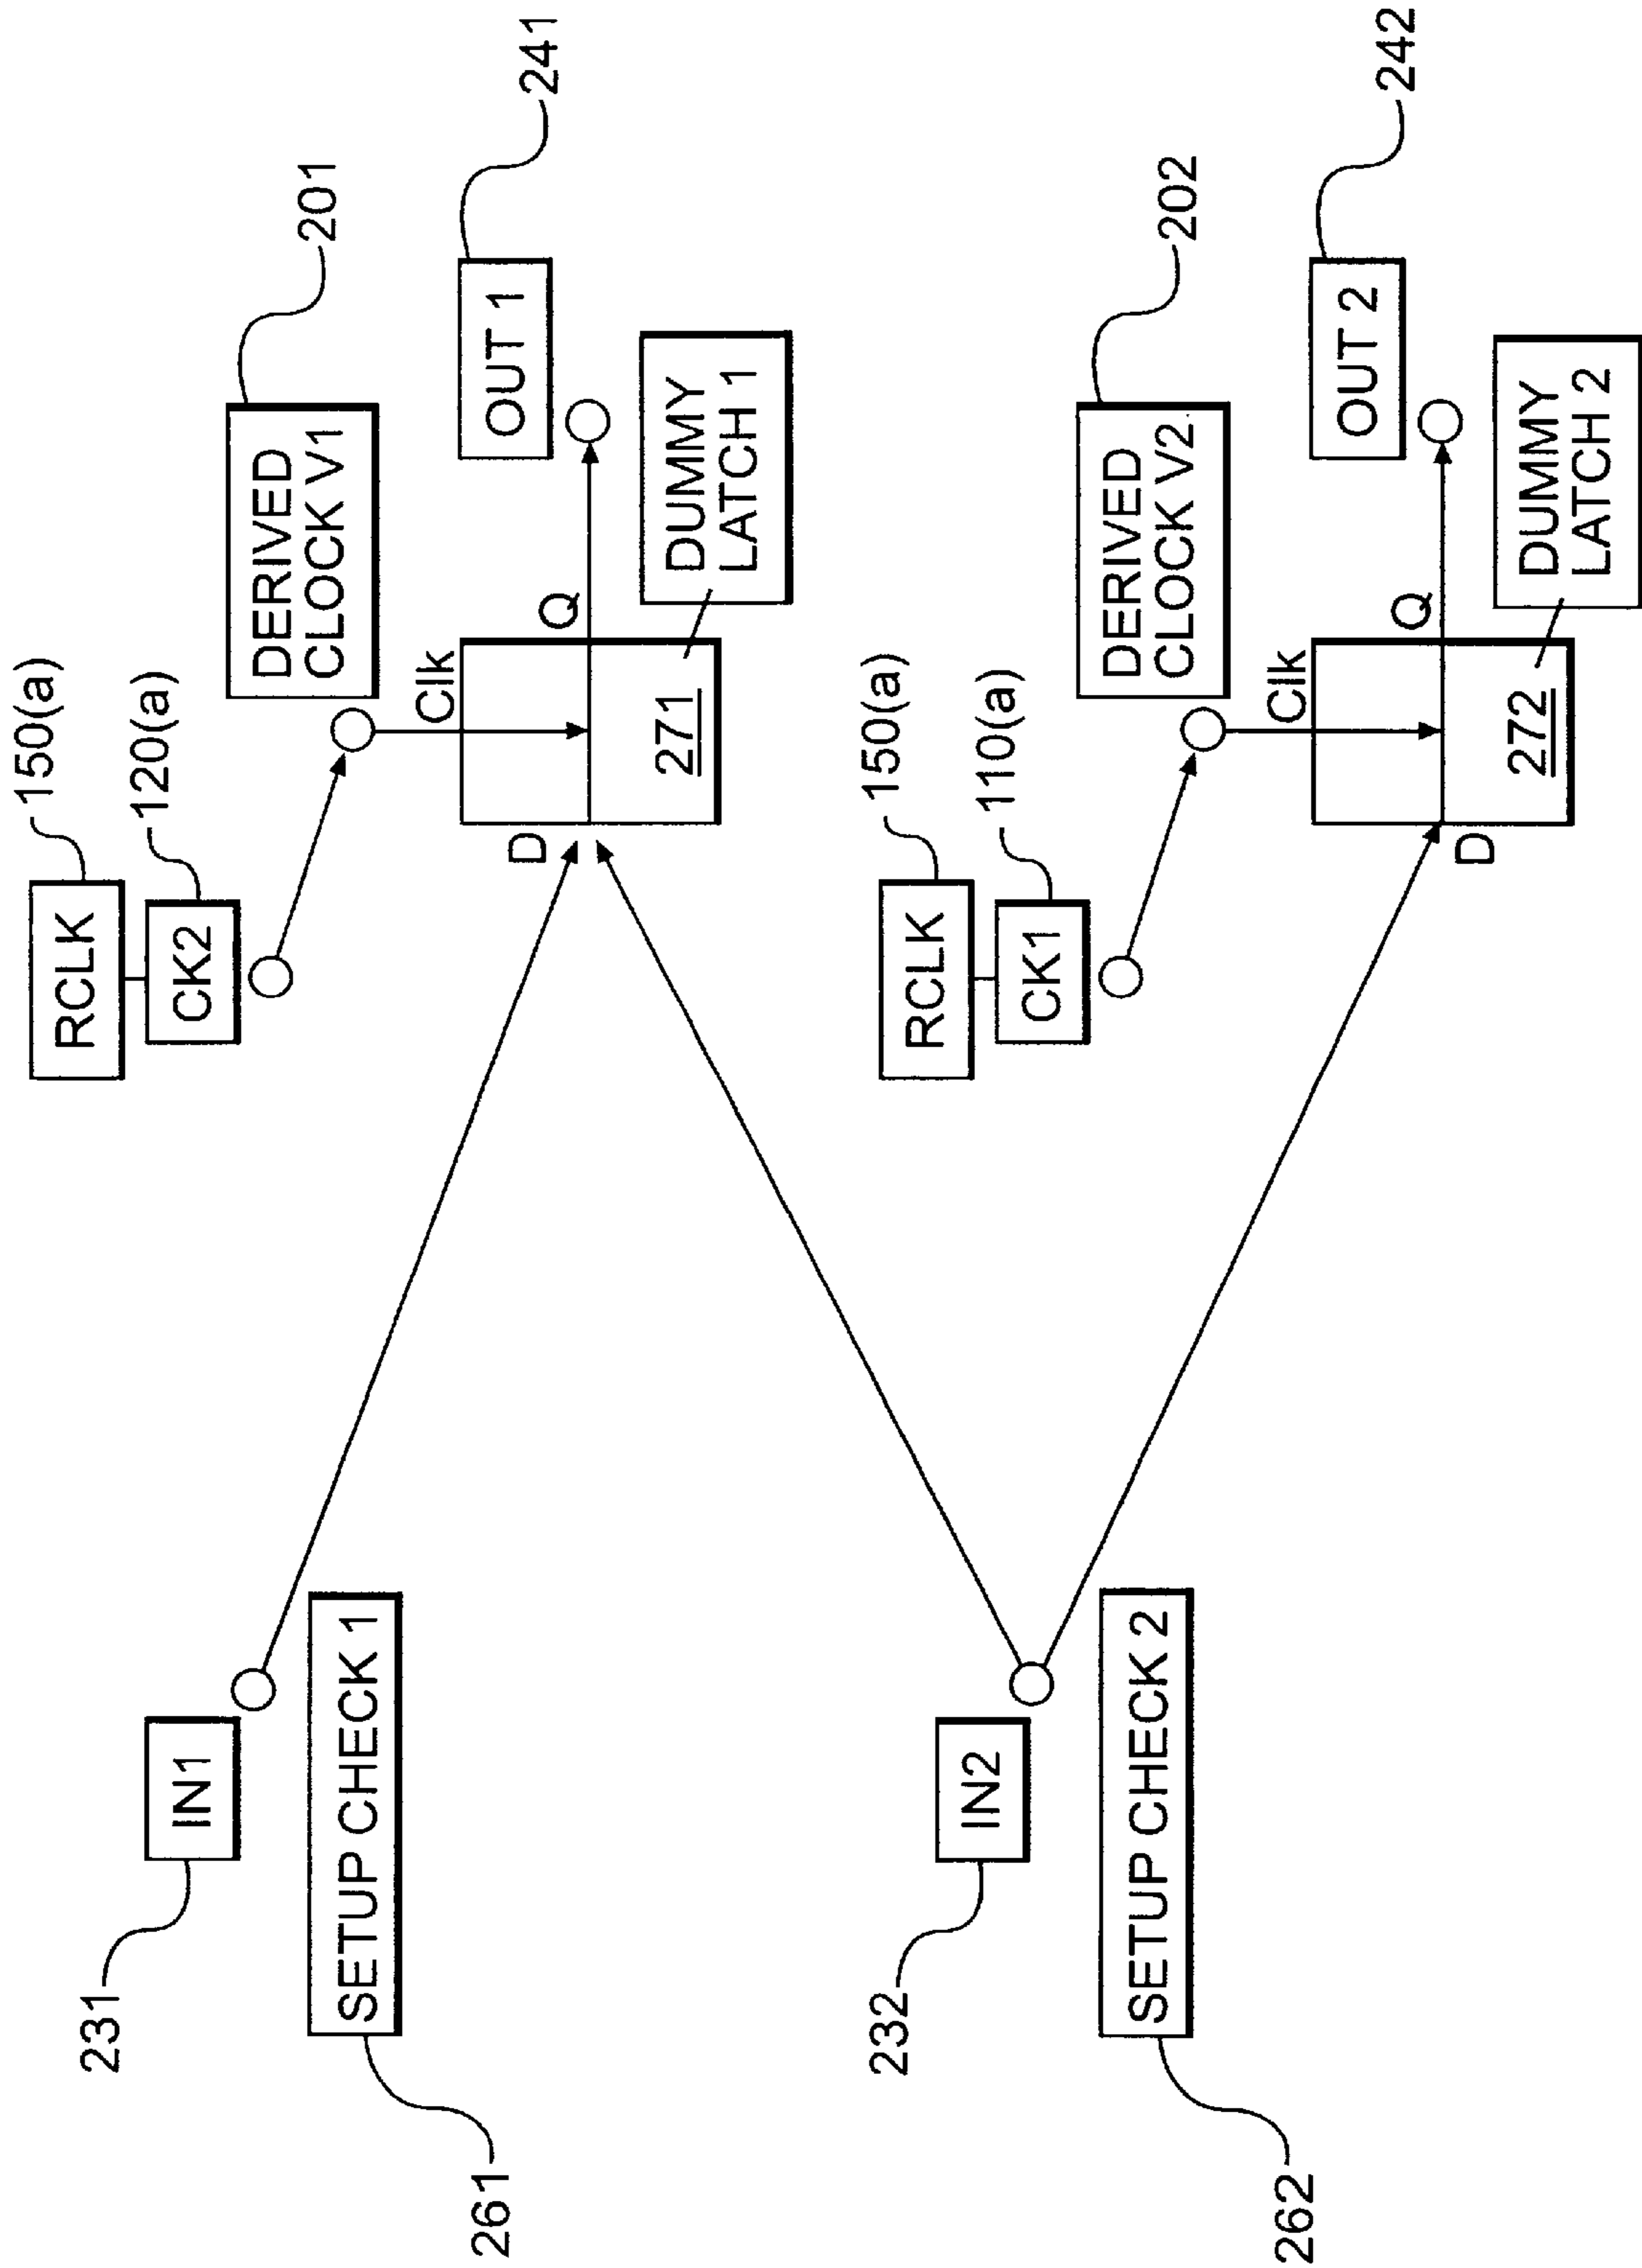 231
IN1
261
SETUP CHECK 1
RCLK
150(a)
CK2
120(a)
DERIVED
CLOCK V1
201
Clk
D
Q
271
OUT 1
241
DUMMY
LATCH 1
232
IN2
262
SETUP CHECK 2
RCLK
150(a)
CK1
110(a)
DERIVED
CLOCK V2
202
Clk
D
Q
272
OUT 2
242
DUMMY
LATCH 2